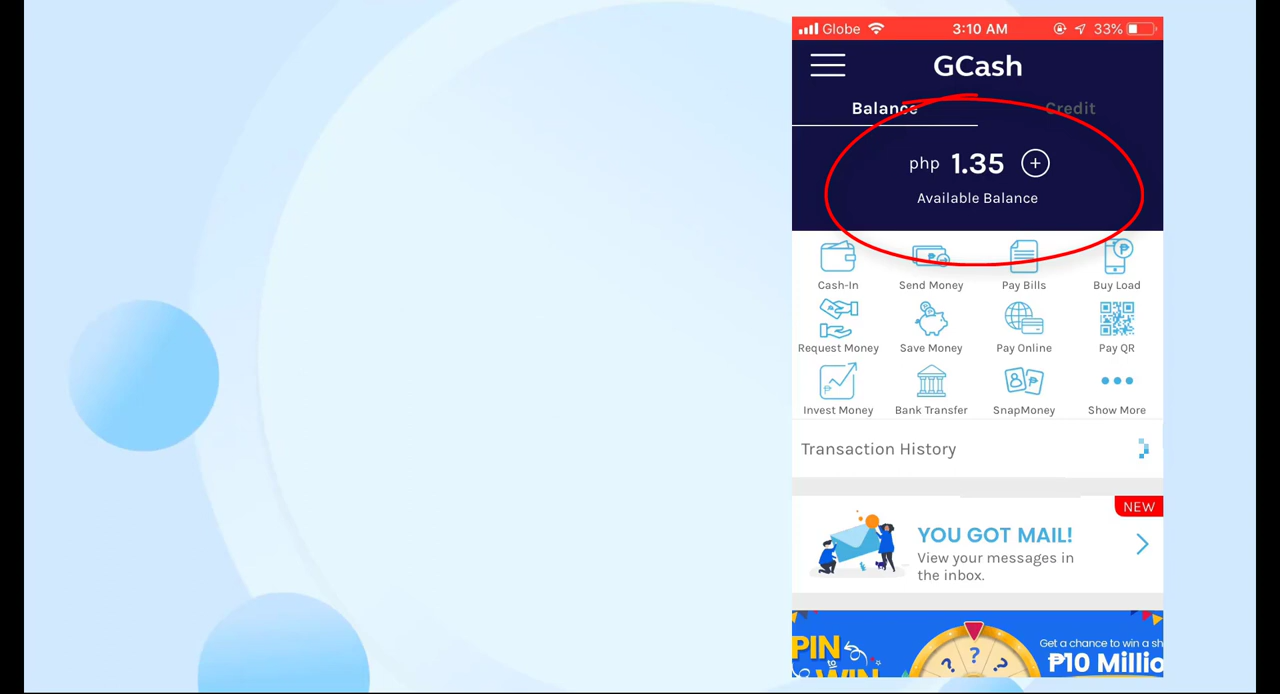 Globe 3:10 AM 33%
GCash
Balance Credit
php 1.35 +
Available Balance
Cash-In Send Money Pay Bills Buy Load
Request Money Save Money Pay Online Pay QR
Invest Money Bank Transfer SnapMoney Show More
Transaction History
NEW
YOU GOT MAIL!
View your messages in
the inbox.
PIN
to
WIN
? ? ?
Get a chance to win a sh
₱10 Millio